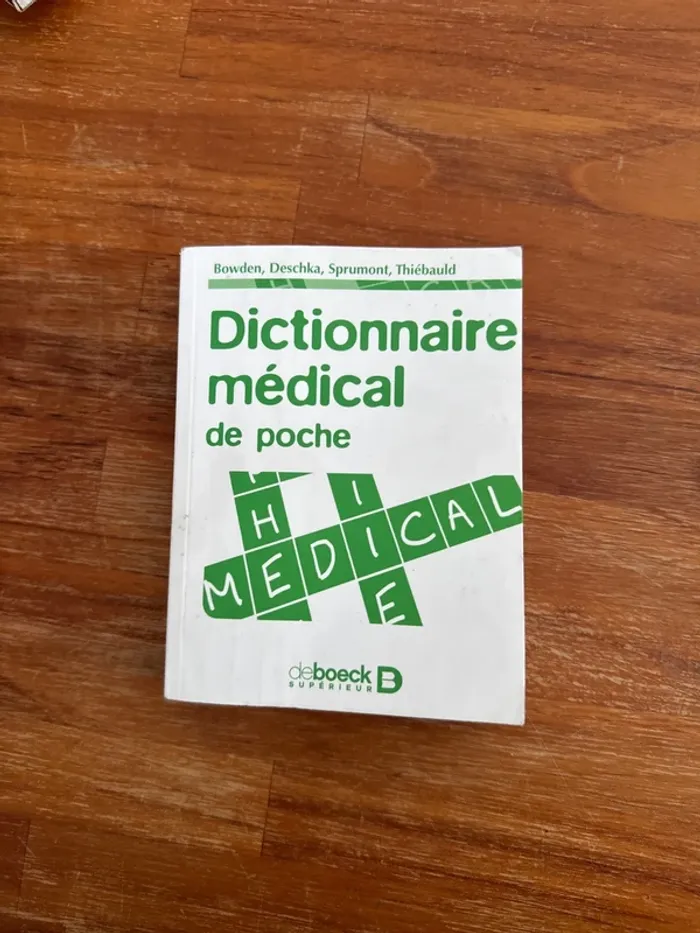 Bowden, Deschka, Sprumont, Thiébauld
Dictionnaire
médical
de poche
MEDICAL
deboeck B
SUPÉRIEUR